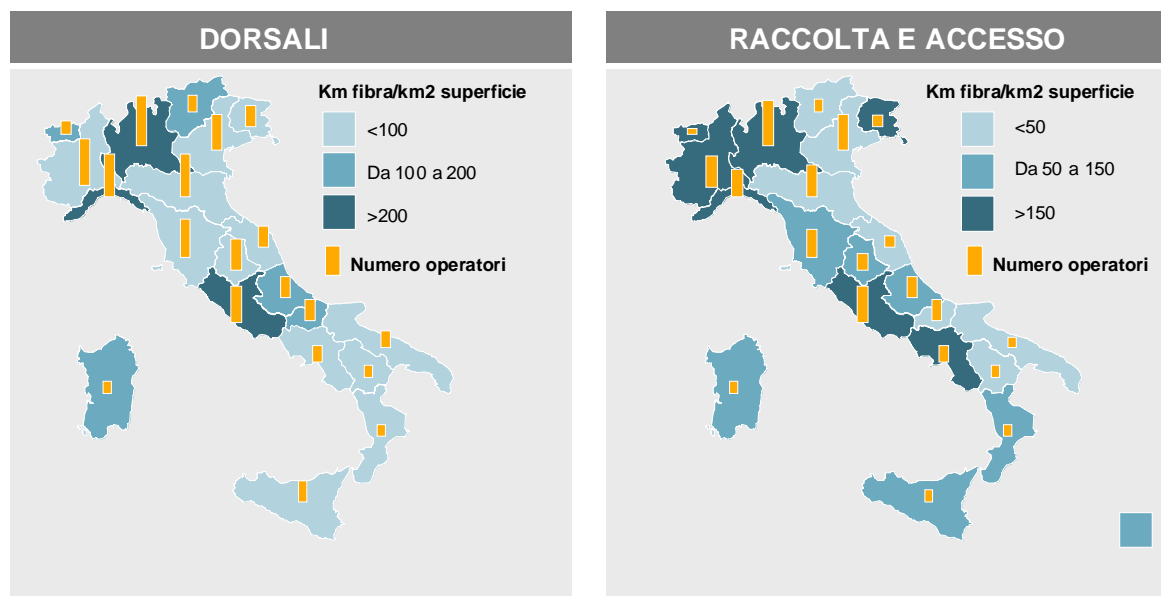 DORSALI
Km fibra/km2 superficie
<100
Da 100 a 200
>200
Numero operatori
RACCOLTA E ACCESSO
Km fibra/km2 superficie
<50
Da 50 a 150
>150
Numero operatori